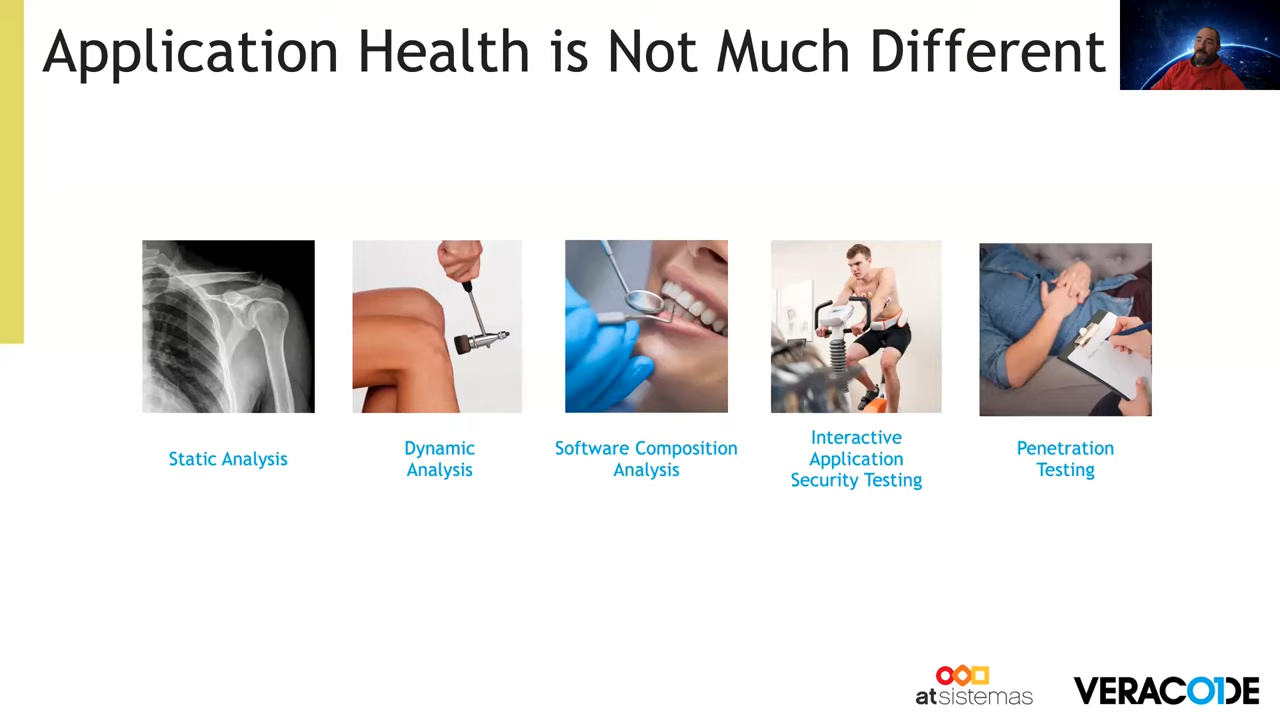 Application Health is Not Much Different
Static Analysis
Dynamic
Analysis
Software Composition
Analysis
Interactive
Application
Security Testing
Penetration
Testing
atsistemas
VERACODE